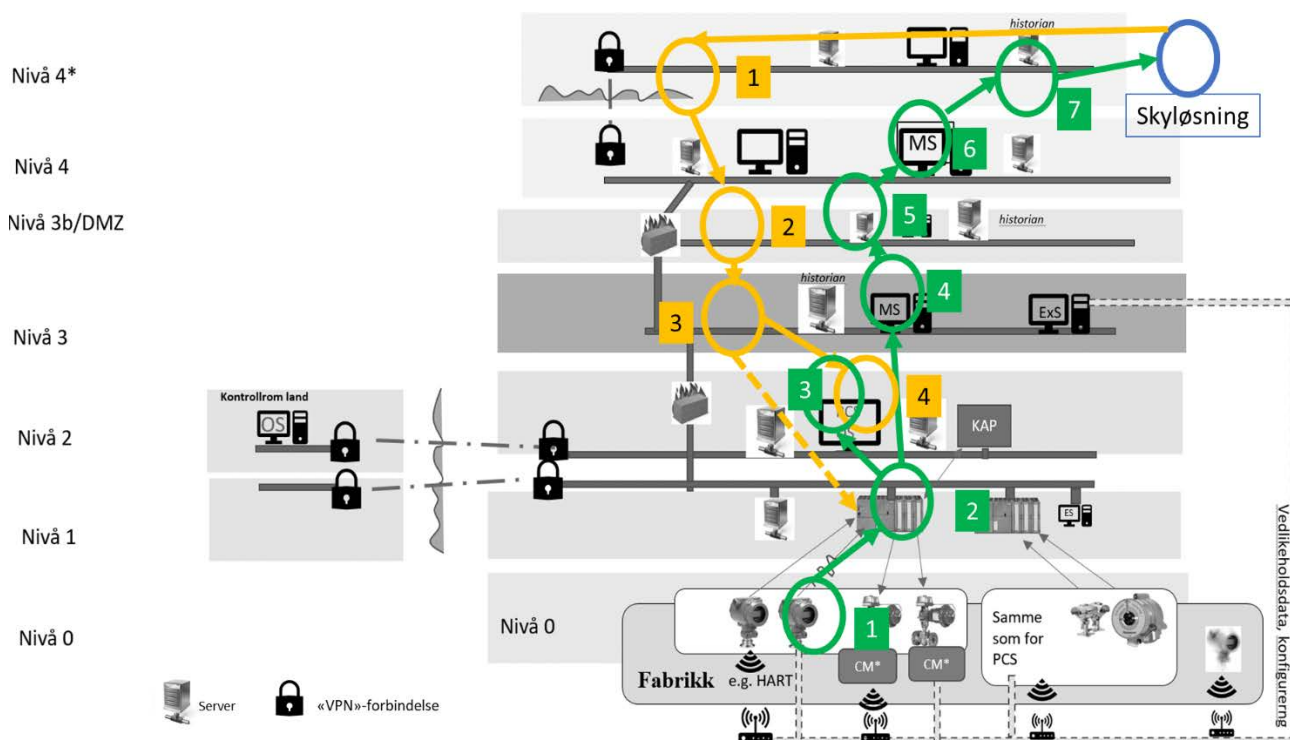 historian
Nivå 4*
1
7
Skyløsning
Nivå 4
MS
6
Nivå 3b/DMZ
2
5
historian
historian
4
3
MS
ExS
Nivå 3
Kontrollrom land
OS
3
4
Nivå 2
KAP
2
ES
Nivå 1
Vedlikeholdsdata, konfigurerng
Nivå 0
Nivå 0
1
Samme
som for
PCS
CM*
CM*
Fabrikk
e.g. HART
Server
«VPN»-forbindelse